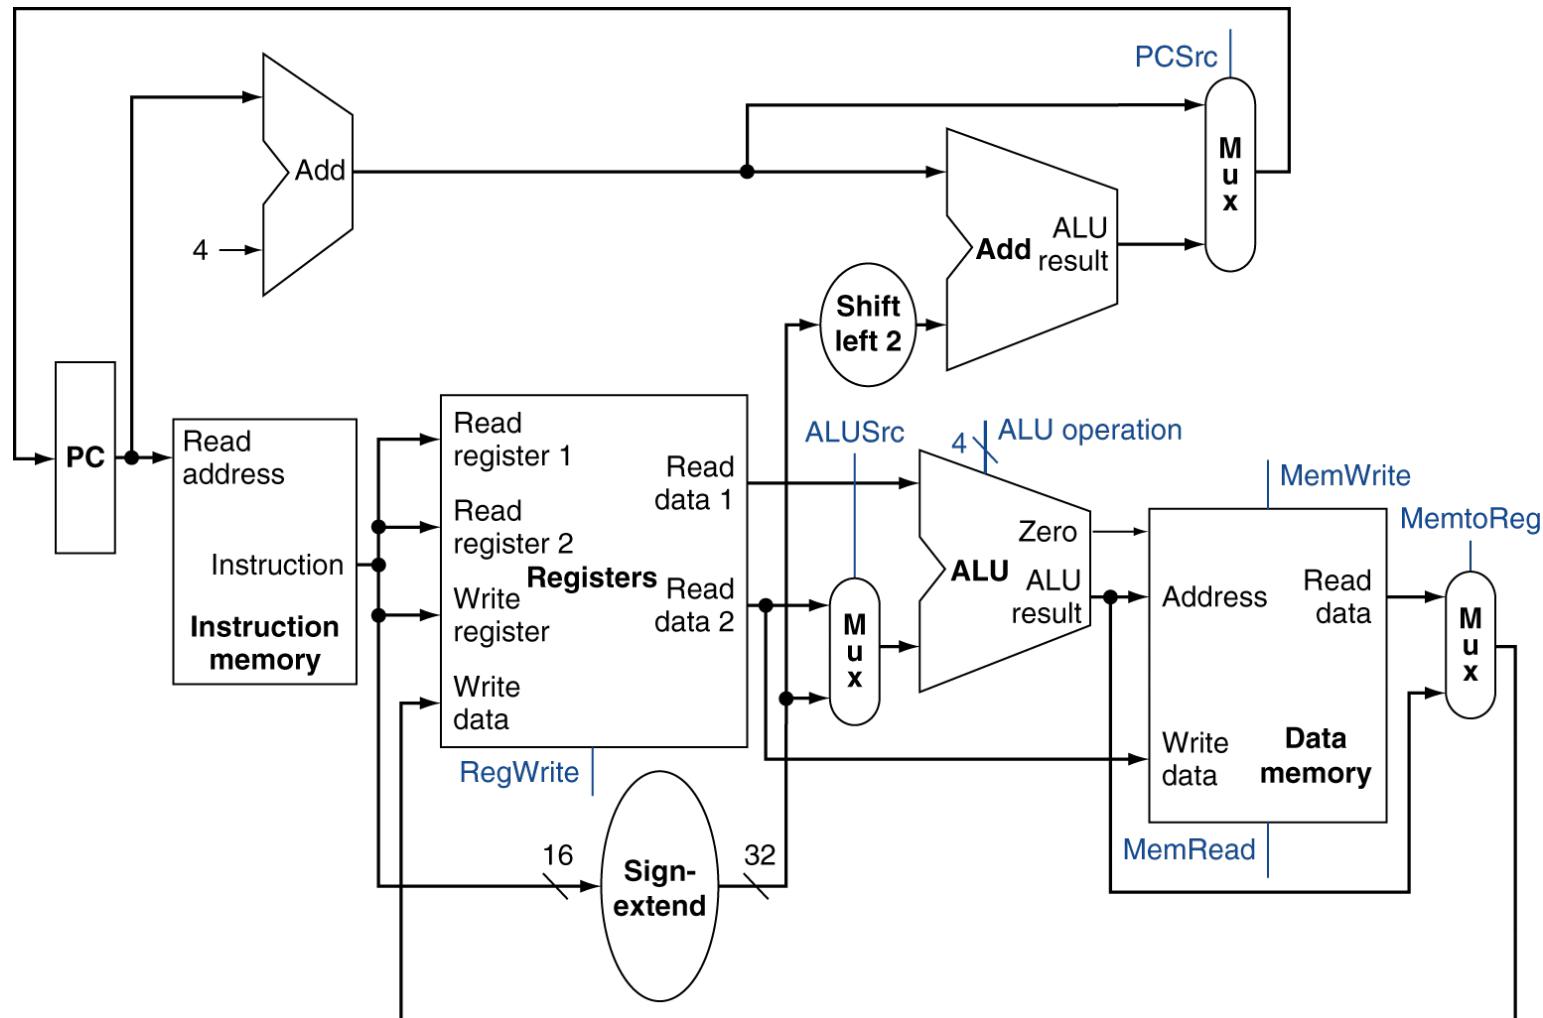 PCSrc
Add
4
M
u
x
Add
ALU
result
Shift
left 2
PC
Read
address
Instruction
Instruction
memory
Read
register 1
Read
register 2
Write
register
Write
data
Registers
Read
data 1
Read
data 2
RegWrite
16
Sign-
extend
32
ALUSrc
M
u
x
4
ALU operation
Zero
ALU
ALU
result
MemWrite
Address
Read
data
Write
data
Data
memory
MemRead
MemtoReg
M
u
x